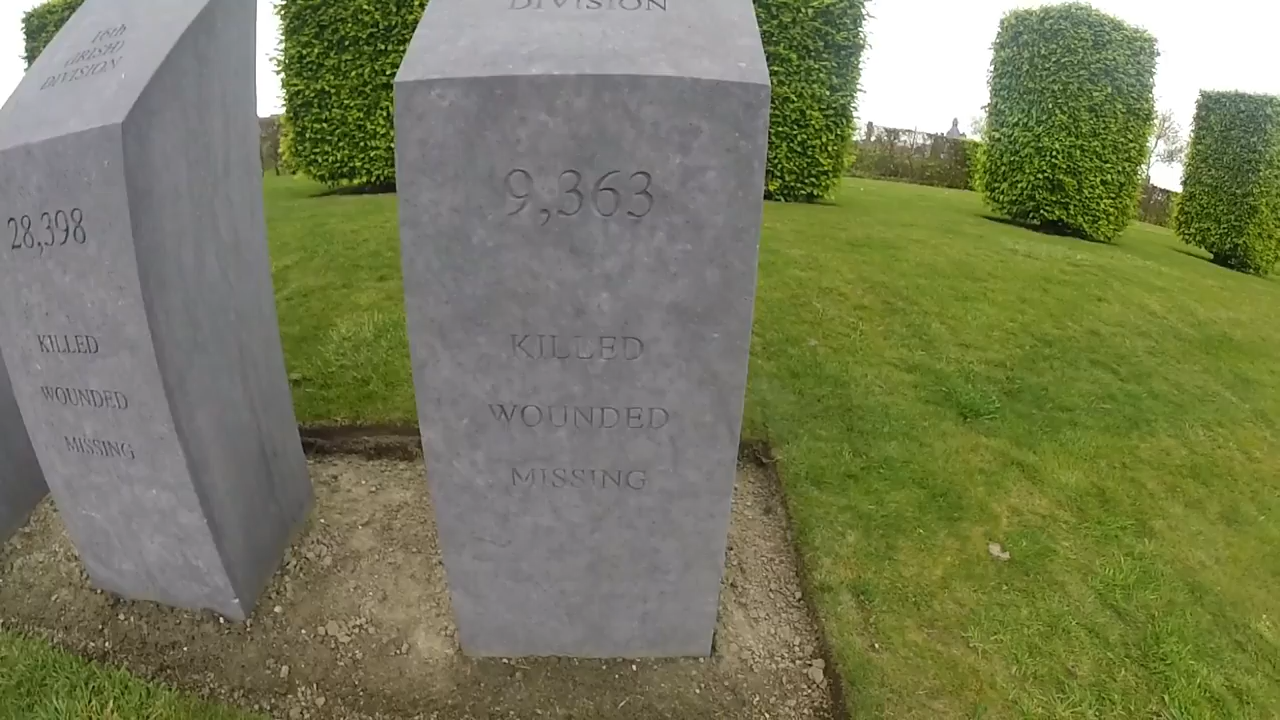 16th
(IRISH)
DIVISION
28,398
KILLED
WOUNDED
MISSING
DIVISION
9,363
KILLED
WOUNDED
MISSING